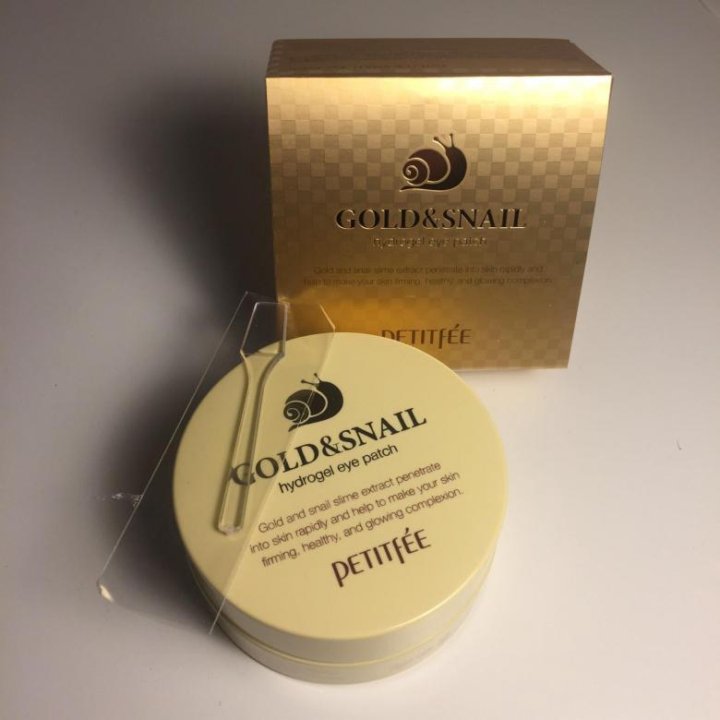 GOLD&SNAIL
hydrogel eye patch
Gold and snail slime extract penetrate into skin rapidly and
help to make your skin firming, healthy, and glowing complexion.
PETITFÉE
GOLD&SNAIL
hydrogel eye patch
Gold and snail slime extract penetrate
into skin rapidly and help to make your skin
firming, healthy, and glowing complexion.
PETITFÉE